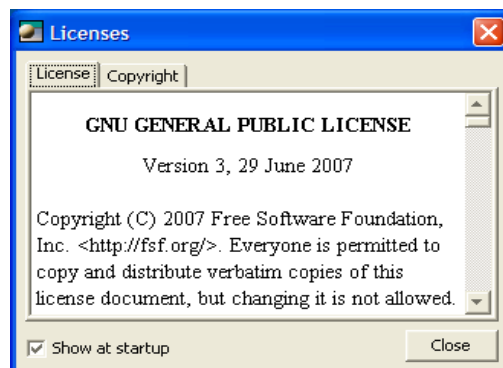 Licenses
License Copyright
GNU GENERAL PUBLIC LICENSE
Version 3, 29 June 2007
Copyright (C) 2007 Free Software Foundation,
Inc. <http://fsf.org/>. Everyone is permitted to
copy and distribute verbatim copies of this
license document, but changing it is not allowed.
Show at startup
Close